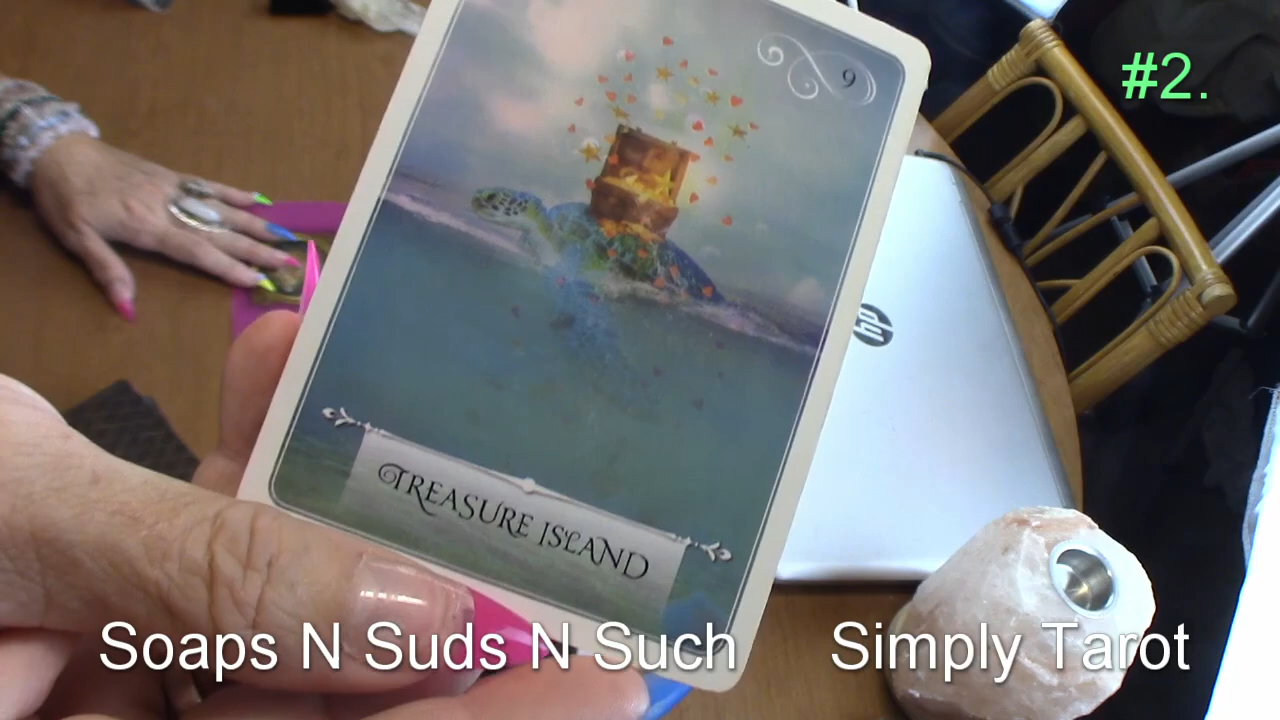 #2.
9
hp
TREASURE ISLAND
Soaps N Suds N Such
Simply Tarot